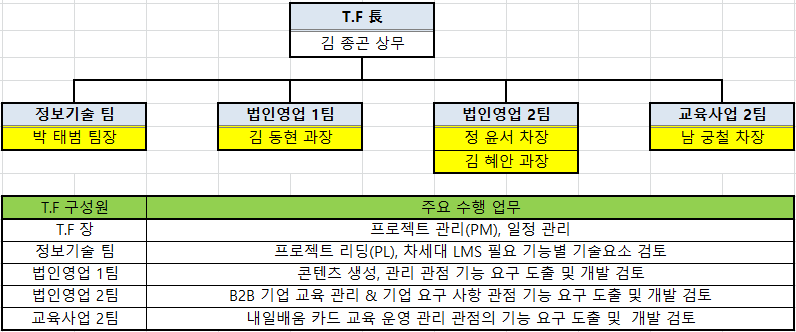 T.F 長
김 종곤 상무
정보기술 팀 법인영업 1팀 법인영업 2팀 교육사업 2팀
박 태범 팀장 김 동현 과장 정 윤서 차장 남 궁철 차장
김 혜안 과장
T.F 구성원 주요 수행 업무
T.F 장 프로젝트 관리(PM), 일정 관리
정보기술 팀 프로젝트 리딩(PL), 차세대 LMS 필요 기능별 기술요소 검토
법인영업 1팀 콘텐츠 생성, 관리 관점 기능 요구 도출 및 개발 검토
법인영업 2팀 B2B 기업 교육 관리 & 기업 요구 사항 관점 기능 요구 도출 및 개발 검토
교육사업 2팀 내일배움 카드 교육 운영 관리 관점의 기능 요구 도출 및 개발 검토